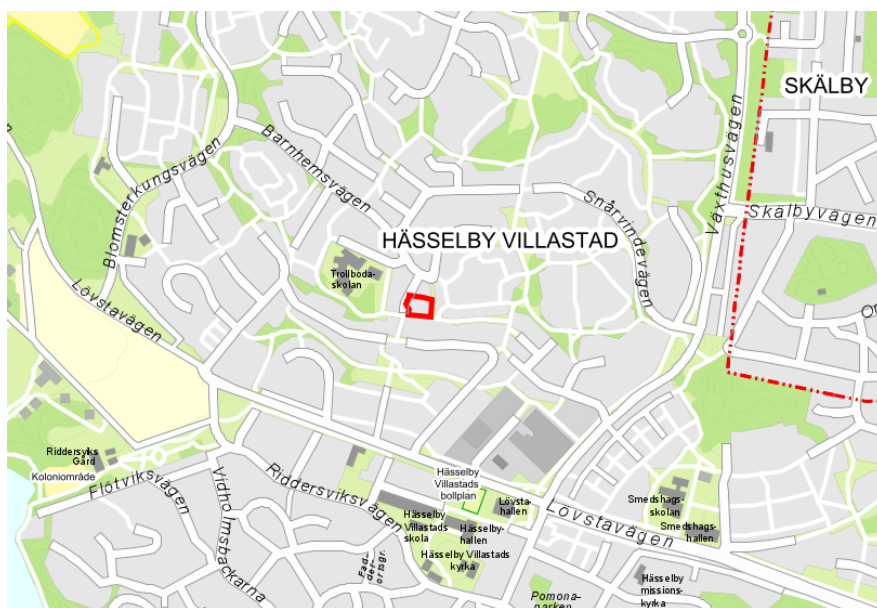 SKÄLBY
Växthusvägen
Barnhemsvägen
Blomsterkungsvägen
Snårvindevägen
Skälbyvägen
HÄSSELBY VILLASTAD
Trollboda-
skolan
Lövstavägen
Riddersviks
Gård
Koloniområde
Flötviksvägen
Vidholmsbackarna
Riddersviksvägen
Hässelby
Villastads
bollplan
Lövsta-
hallen
Hässelby
Villastads
skola
Hässelby-
hallen
Hässelby Villastads
kyrka
Lövstavägen
Smedshags-
skolan
Smedshags-
hallen
Hässelby
missions-
kyrka
Pomona-
parken